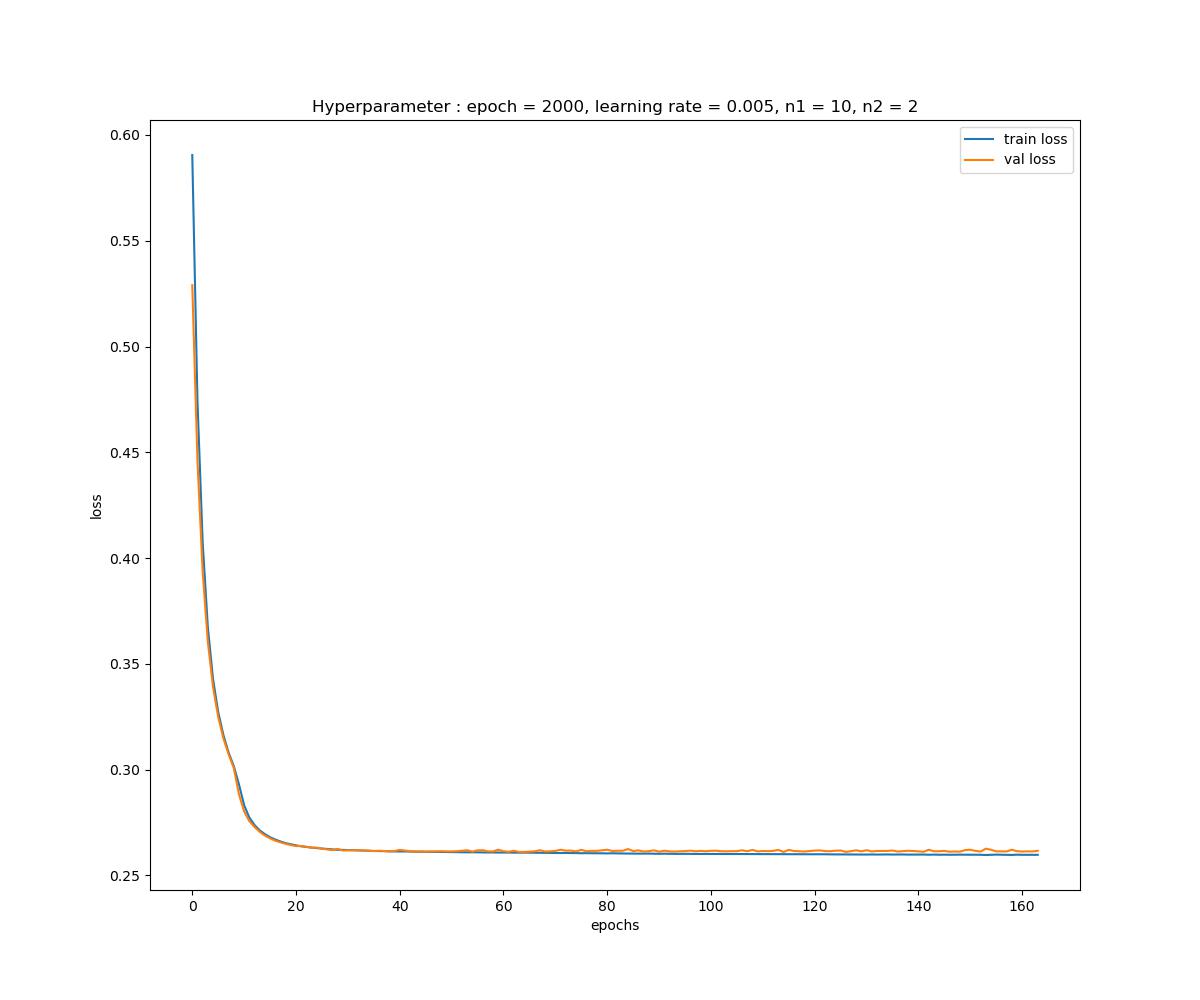 Hyperparameter : epoch = 2000, learning rate = 0.005, n1 = 10, n2 = 2
train loss
val loss
0.60
0.55
0.50
0.45
0.40
0.35
0.30
0.25
loss
0 20 40 60 80 100 120 140 160
epochs